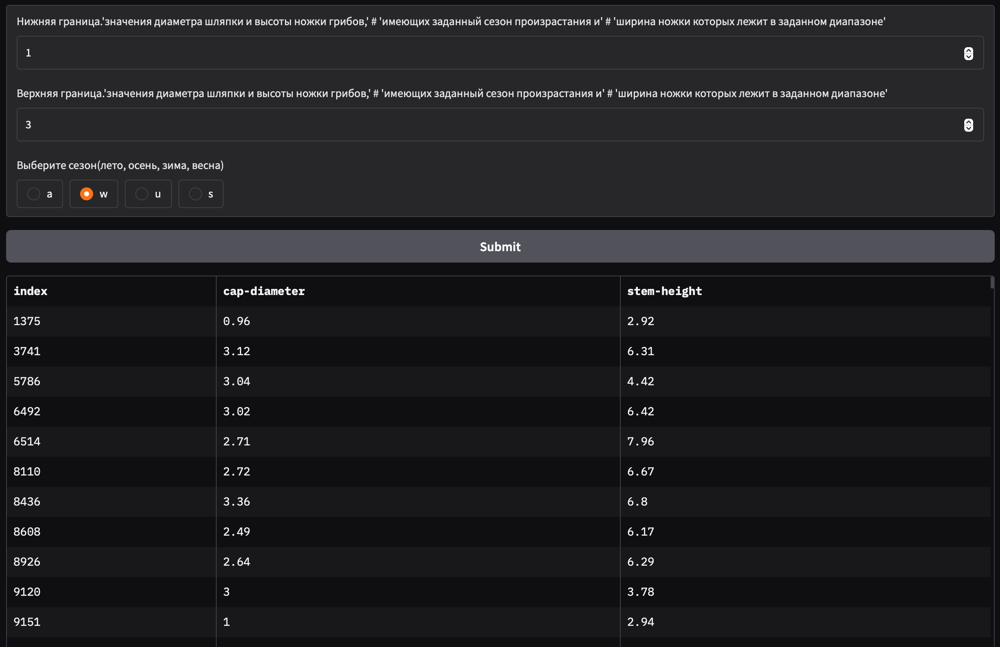 Нижняя граница.'значения диаметра шляпки и высоты ножки грибов,' # 'имеющих заданный сезон произрастания и' # 'ширина ножки которых лежит в заданном диапазоне'
1
Верхняя граница.'значения диаметра шляпки и высоты ножки грибов,' # 'имеющих заданный сезон произрастания и' # 'ширина ножки которых лежит в заданном диапазоне'
3
Выберите сезон(лето, осень, зима, весна)
a w u s
Submit
index cap-diameter stem-height
1375 0.96 2.92
3741 3.12 6.31
5786 3.04 4.42
6492 3.02 6.42
6514 2.71 7.96
8110 2.72 6.67
8436 3.36 6.8
8608 2.49 6.17
8926 2.64 6.29
9120 3 3.78
9151 1 2.94